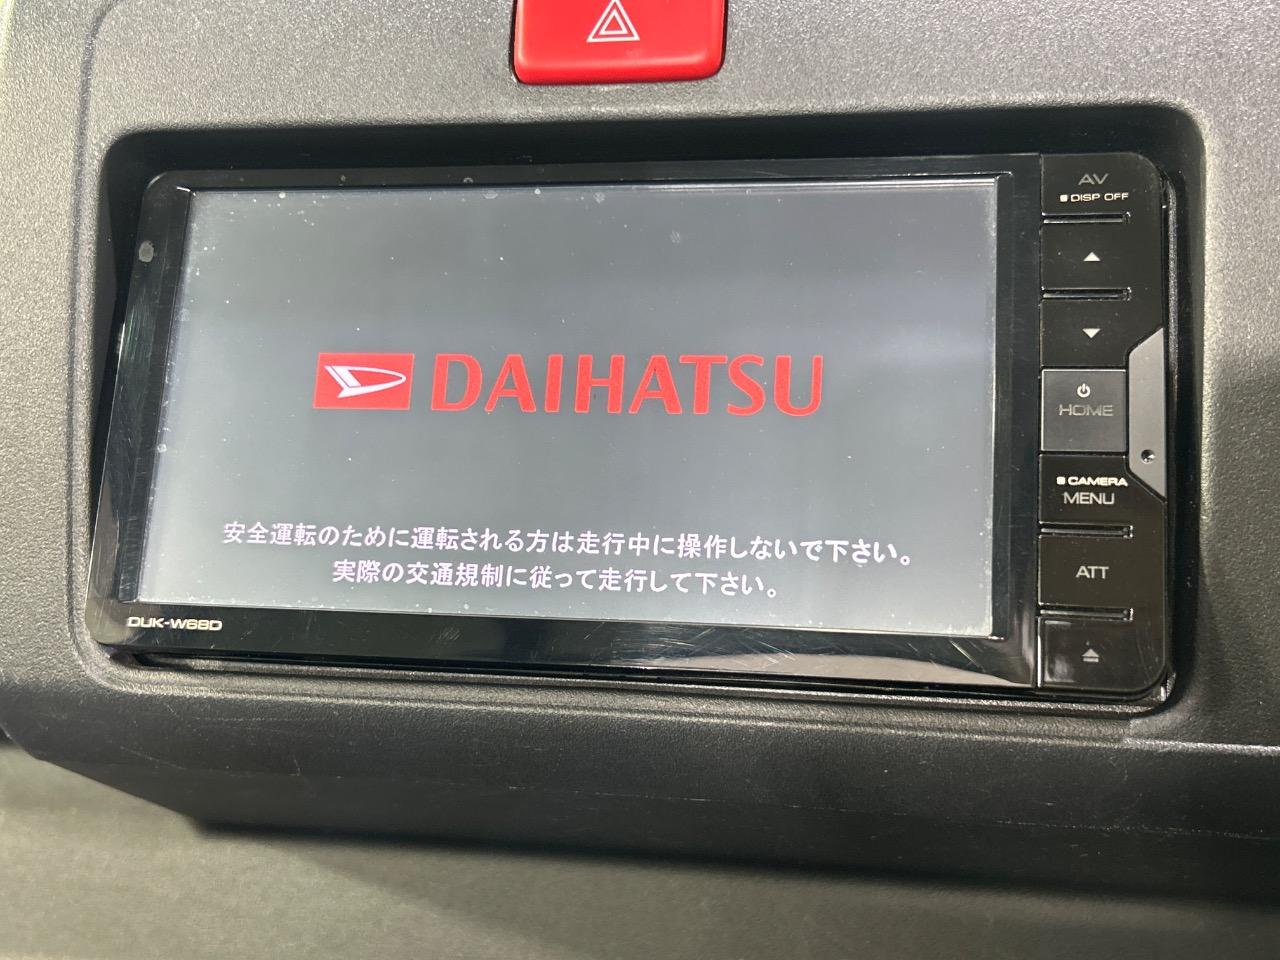 AV
DISP OFF
HOME
CAMERA
MENU
ATT
DAIHATSU
安全運転のために運転される方は走行中に操作しないで下さい。
実際の交通規制に従って走行して下さい。
DUK-W68D